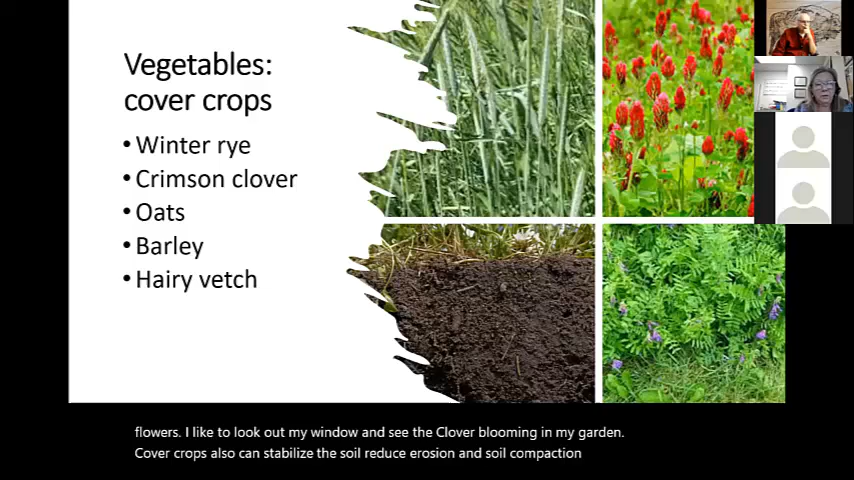 Vegetables:
cover crops
• Winter rye
• Crimson clover
• Oats
• Barley
• Hairy vetch
flowers. I like to look out my window and see the Clover blooming in my garden.
Cover crops also can stabilize the soil reduce erosion and soil compaction